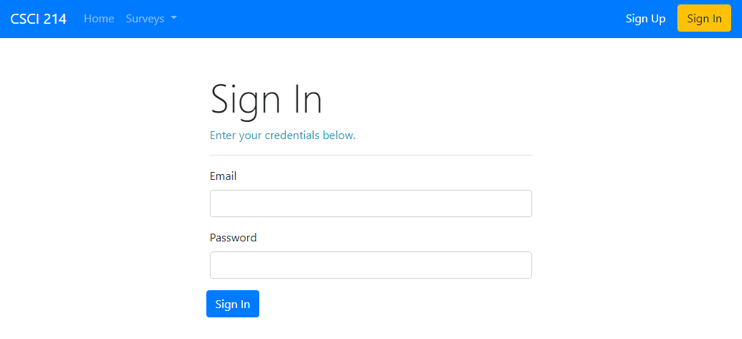 CSCI 214 Home Surveys Sign Up Sign In
Sign In
Enter your credentials below.
Email
Password
Sign In